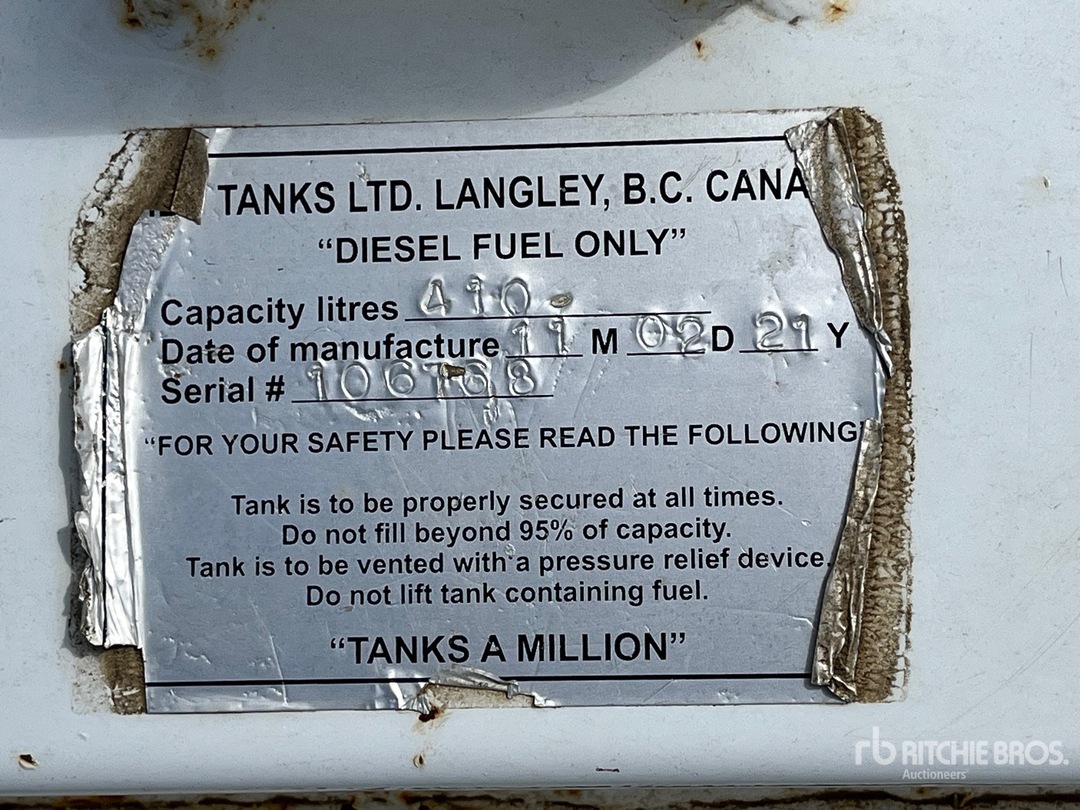 TANKS LTD. LANGLEY, B.C. CANA
“DIESEL FUEL ONLY”
Capacity litres 410
Date of manufacture 11 M 02 D 21 Y
Serial # 106768
“FOR YOUR SAFETY PLEASE READ THE FOLLOWING
Tank is to be properly secured at all times.
Do not fill beyond 95% of capacity.
Tank is to be vented with a pressure relief device.
Do not lift tank containing fuel.
“TANKS A MILLION”
rb RITCHIE BROS.
Auctioneers